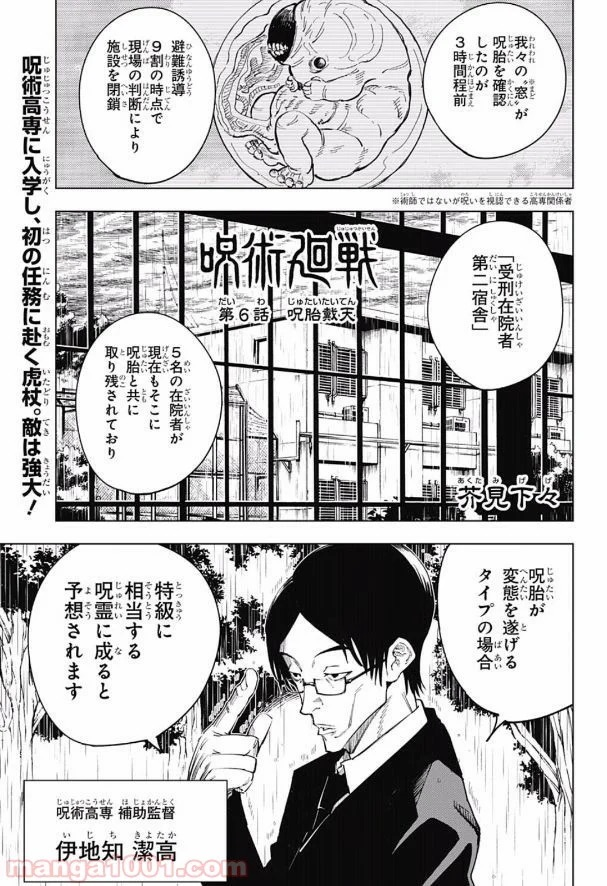 我々の〝窓〟が
呪胎を確認
したのが
3時間程前
避難誘導
9割の時点で
現場の判断により
施設を閉鎖
※術師ではないが呪いを視認できる高専関係者
呪術高専に入学し、初の任務に赴く虎杖。敵は強大!
呪術廻戦
第6話 呪胎戴天
「受刑在院者
第二宿舎」
5名の在院者が
現在もそこに
呪胎と共に
取り残されており
芥見下々
呪胎が
変態を遂げる
タイプの場合
特級に
相当する
呪霊に成ると
予想されます
呪術高専 補助監督
伊地知 潔高
manga1001.com